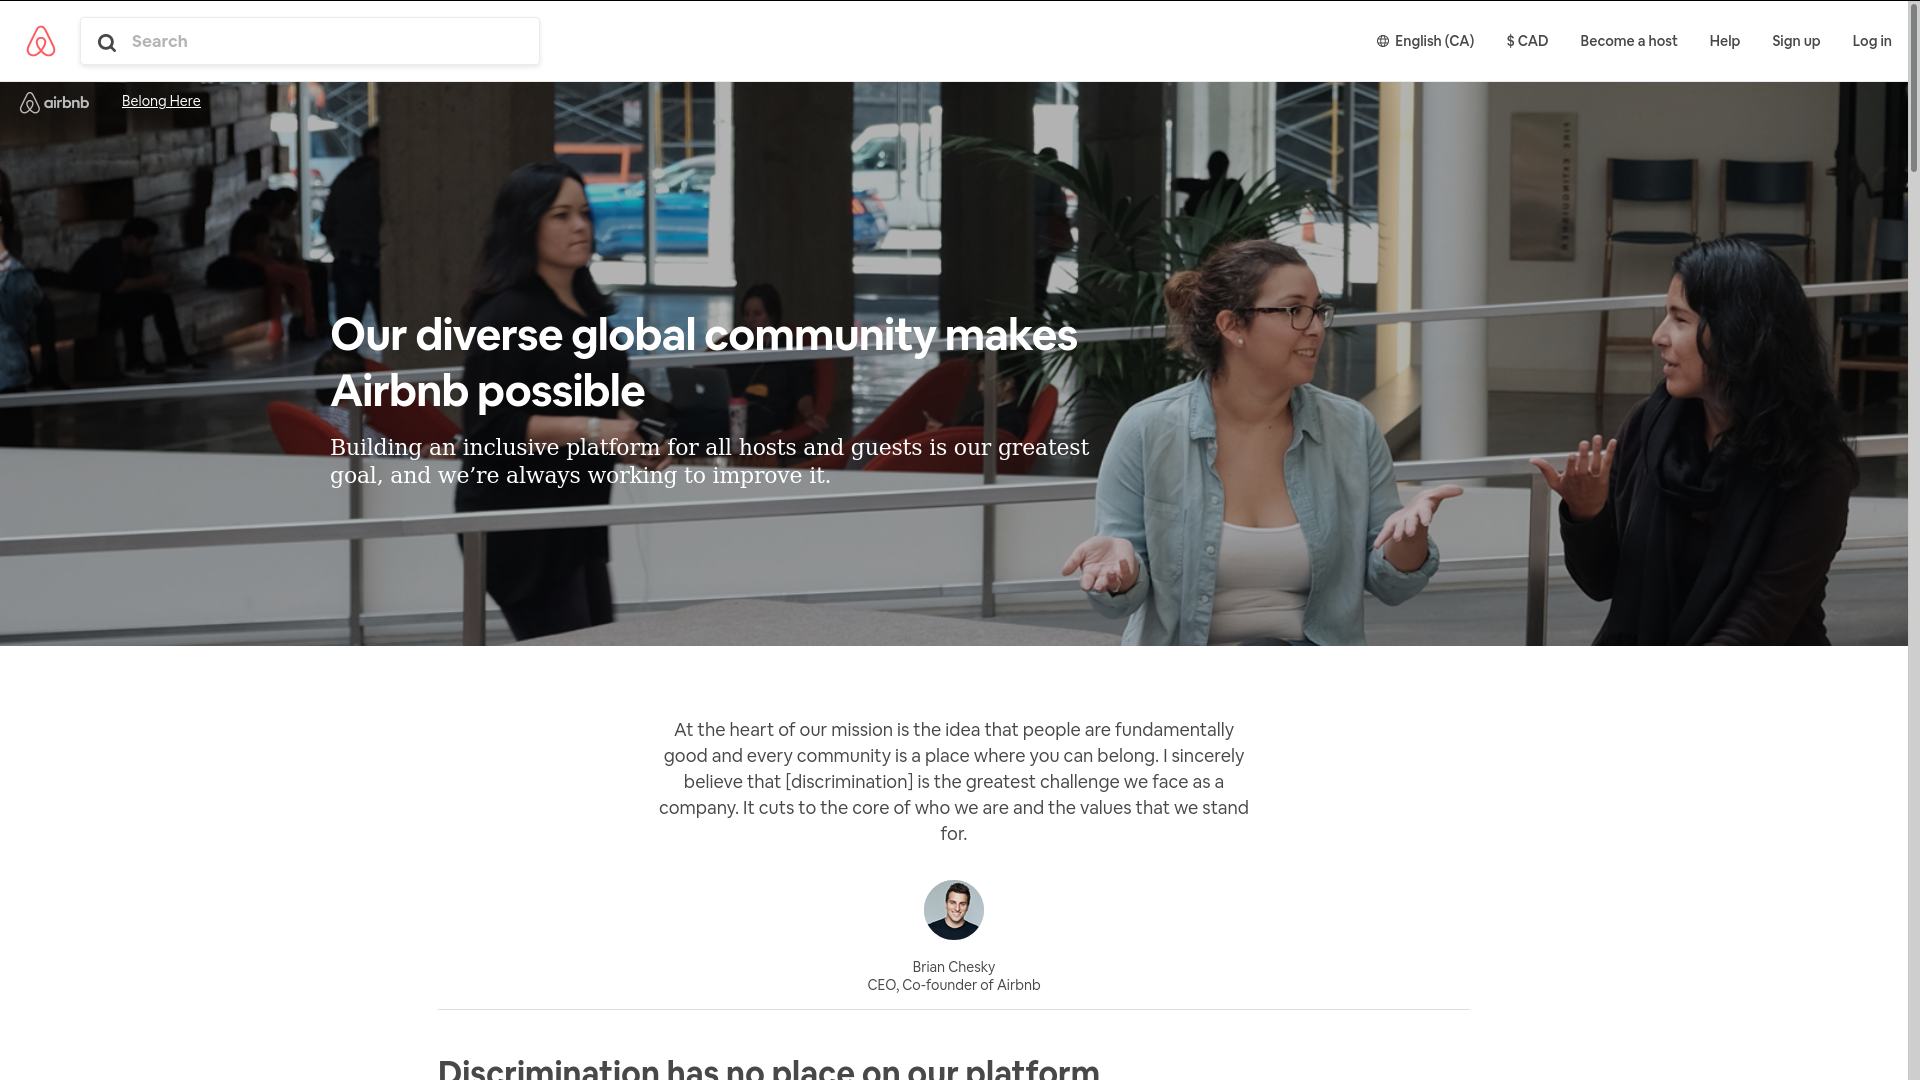 Search
English (CA)
$ CAD
Become a host
Help
Sign up
Log in
airbnb
Belong Here
Our diverse global community makes
Airbnb possible
Building an inclusive platform for all hosts and guests is our greatest
goal, and we’re always working to improve it.
At the heart of our mission is the idea that people are fundamentally
good and every community is a place where you can belong. I sincerely
believe that [discrimination] is the greatest challenge we face as a
company. It cuts to the core of who we are and the values that we stand
for.
Brian Chesky
CEO, Co-founder of Airbnb
Discrimination has no place on our platform